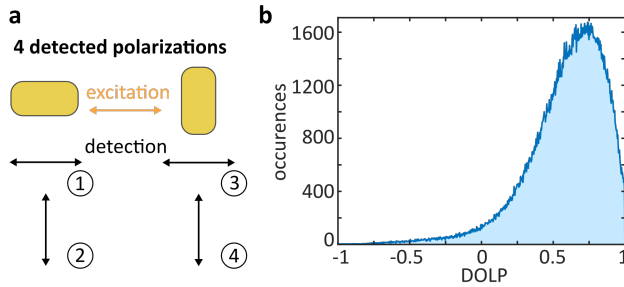 a
4 detected polarizations
excitation
detection
1
3
2
4
b
occurences
1600
1200
800
400
0
-1
-0.5
0
0.5
1
DOLP